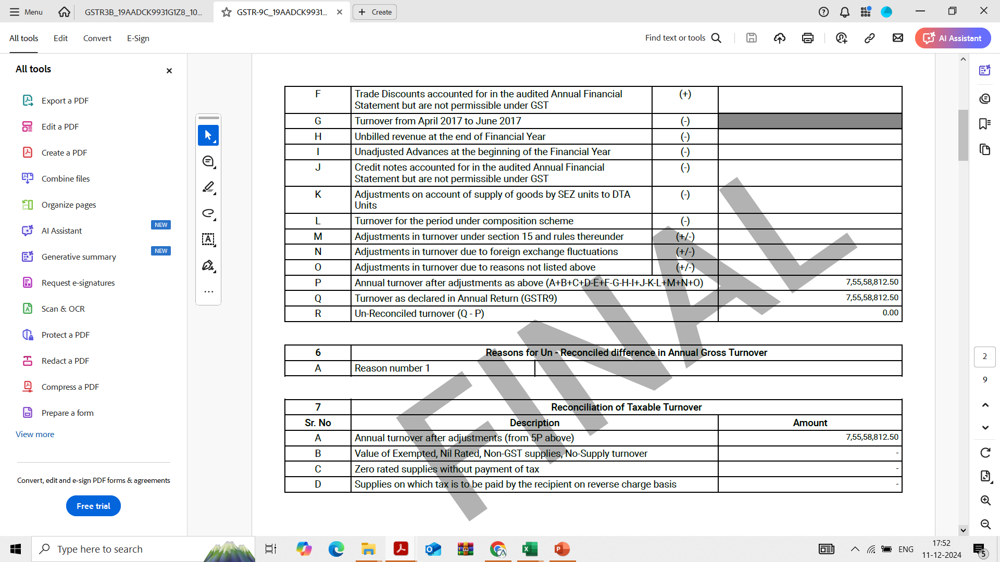 Menu
GSTR3B_19AADCK9931G1Z8_10...
GSTR-9C_19AADCK9931...
Create
All tools
Edit
Convert
E-Sign
Find text or tools
AI Assistant
All tools
Export a PDF
Edit a PDF
Create a PDF
Combine files
Organize pages
AI Assistant
NEW
Generative summary
NEW
Request e-signatures
Scan & OCR
Protect a PDF
Redact a PDF
Compress a PDF
Prepare a form
View more
Convert, edit and e-sign PDF forms & agreements
Free trial
F Trade Discounts accounted for in the audited Annual Financial (+)
Statement but are not permissible under GST
G Turnover from April 2017 to June 2017 (-)
H Unbilled revenue at the end of Financial Year (-)
I Unadjusted Advances at the beginning of the Financial Year (-)
J Credit notes accounted for in the audited Annual Financial (-)
Statement but are not permissible under GST
K Adjustments on account of supply of goods by SEZ units to DTA (-)
Units
L Turnover for the period under composition scheme (-)
M Adjustments in turnover under section 15 and rules thereunder (+/-)
N Adjustments in turnover due to foreign exchange fluctuations (+/-)
O Adjustments in turnover due to reasons not listed above (+/-)
P Annual turnover after adjustments as above (A+B+C+D-E+F-G-H-I+J-K-L+M+N+O) 7,55,58,812.50
Q Turnover as declared in Annual Return (GSTR9) 7,55,58,812.50
R Un-Reconciled turnover (Q - P) 0.00
6 Reasons for Un - Reconciled difference in Annual Gross Turnover
A Reason number 1
7 Reconciliation of Taxable Turnover
Sr. No Description Amount
A Annual turnover after adjustments (from 5P above) 7,55,58,812.50
B Value of Exempted, Nil Rated, Non-GST supplies, No-Supply turnover -
C Zero rated supplies without payment of tax -
D Supplies on which tax is to be paid by the recipient on reverse charge basis -
FINAL
2
9
Type here to search
ENG
17:52
11-12-2024
5